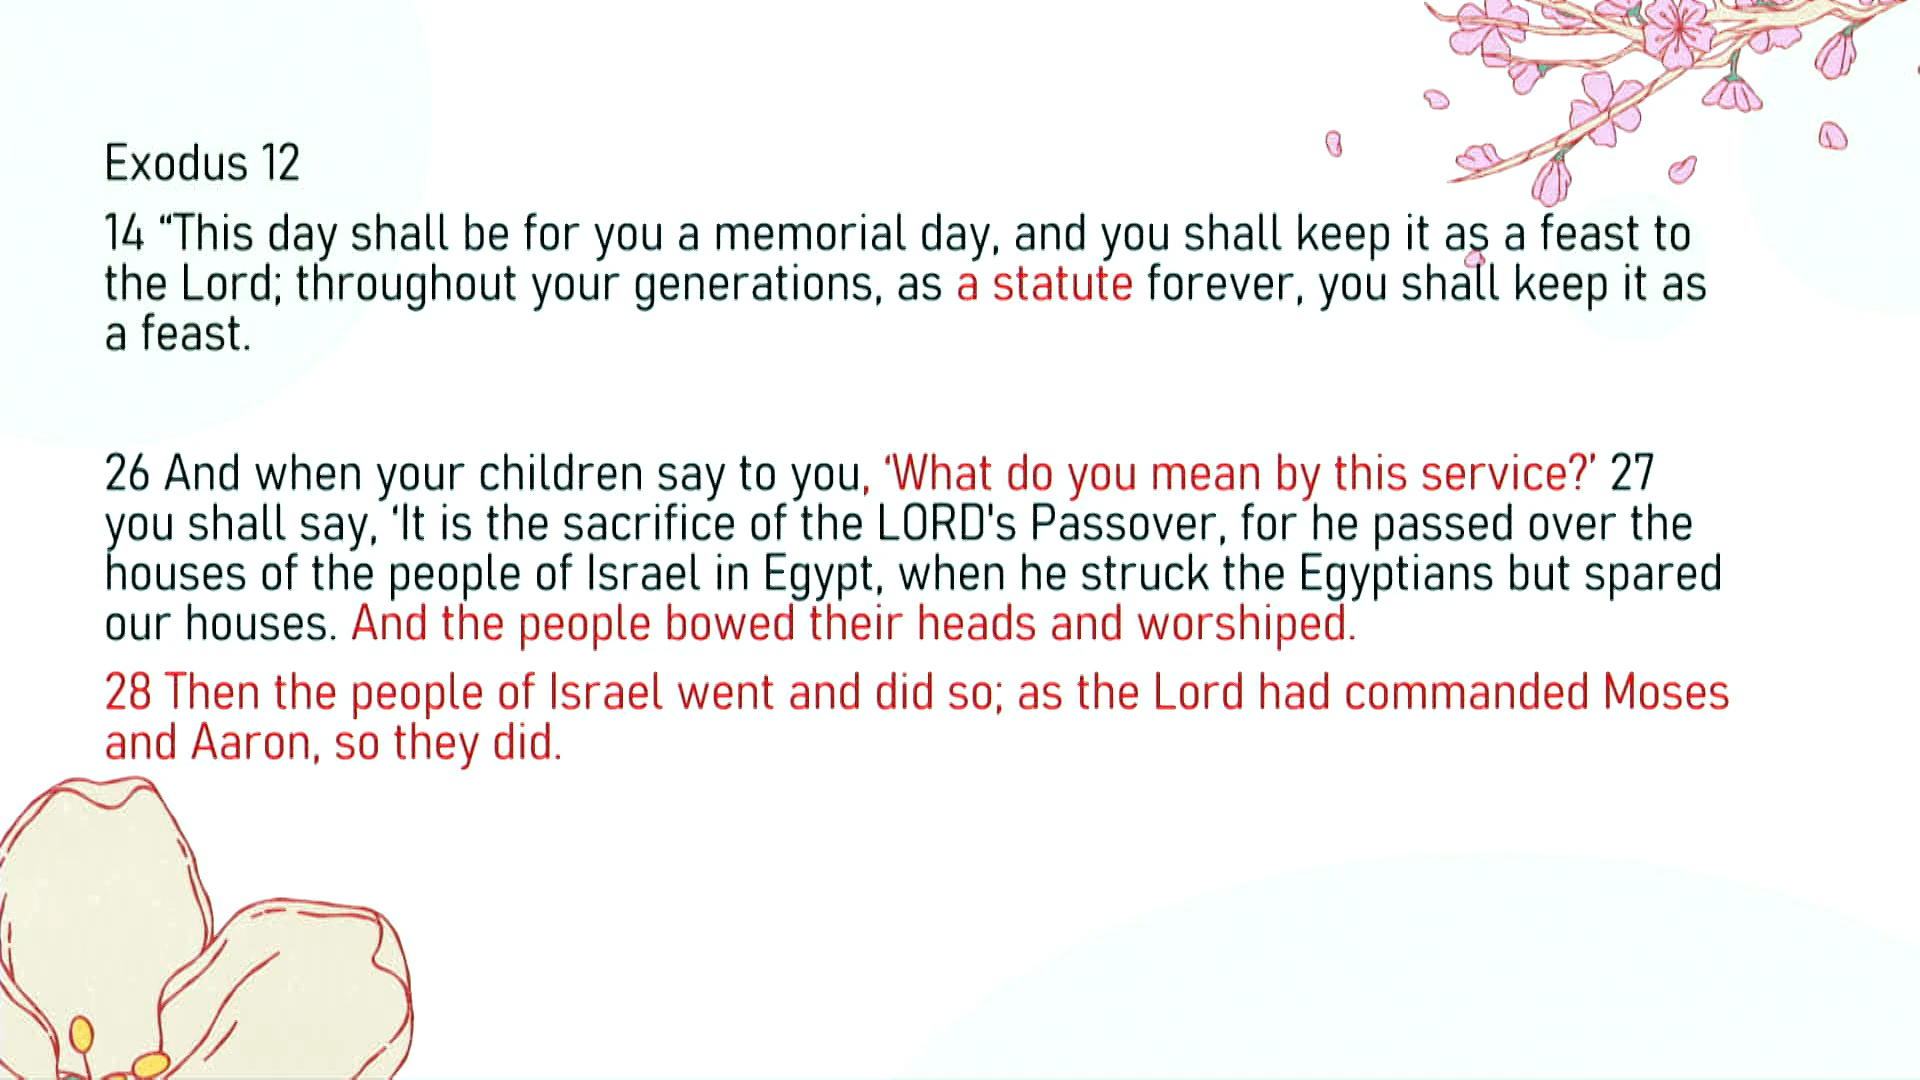 Exodus 12
14 “This day shall be for you a memorial day, and you shall keep it as a feast to
the Lord; throughout your generations, as a statute forever, you shall keep it as
a feast.
26 And when your children say to you, ‘What do you mean by this service?’ 27
you shall say, ‘It is the sacrifice of the LORD's Passover, for he passed over the
houses of the people of Israel in Egypt, when he struck the Egyptians but spared
our houses. And the people bowed their heads and worshiped.
28 Then the people of Israel went and did so; as the Lord had commanded Moses
and Aaron, so they did.